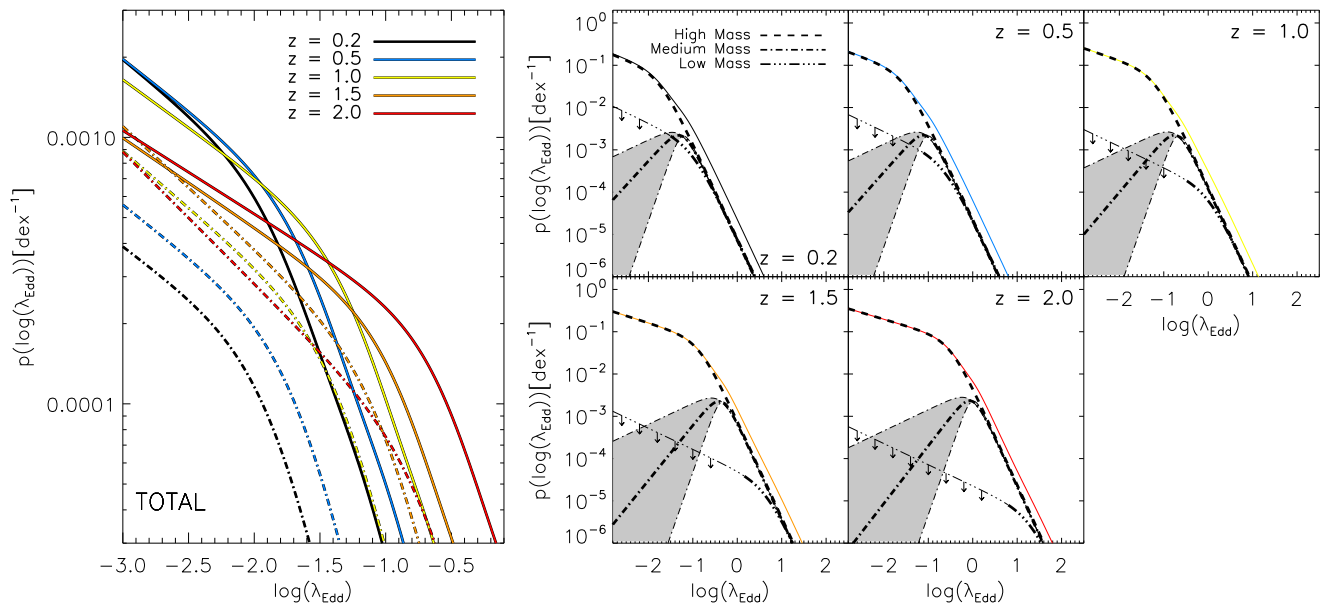 z = 0.2
z = 0.5
z = 1.0
z = 1.5
z = 2.0
0.0010
0.0001
p(log(λEdd))[dex⁻¹]
TOTAL
-3.0 -2.5 -2.0 -1.5 -1.0 -0.5
log(λEdd)
High Mass
Medium Mass
Low Mass
z = 0.2
z = 0.5
z = 1.0
10⁰
10⁻¹
10⁻²
10⁻³
10⁻⁴
10⁻⁵
10⁻⁶
p(log(λEdd))[dex⁻¹]
-2 -1 0 1 2
log(λEdd)
z = 1.5
z = 2.0
10⁰
10⁻¹
10⁻²
10⁻³
10⁻⁴
10⁻⁵
10⁻⁶
p(log(λEdd))[dex⁻¹]
-2 -1 0 1 2
-2 -1 0 1 2
log(λEdd)
log(λEdd)